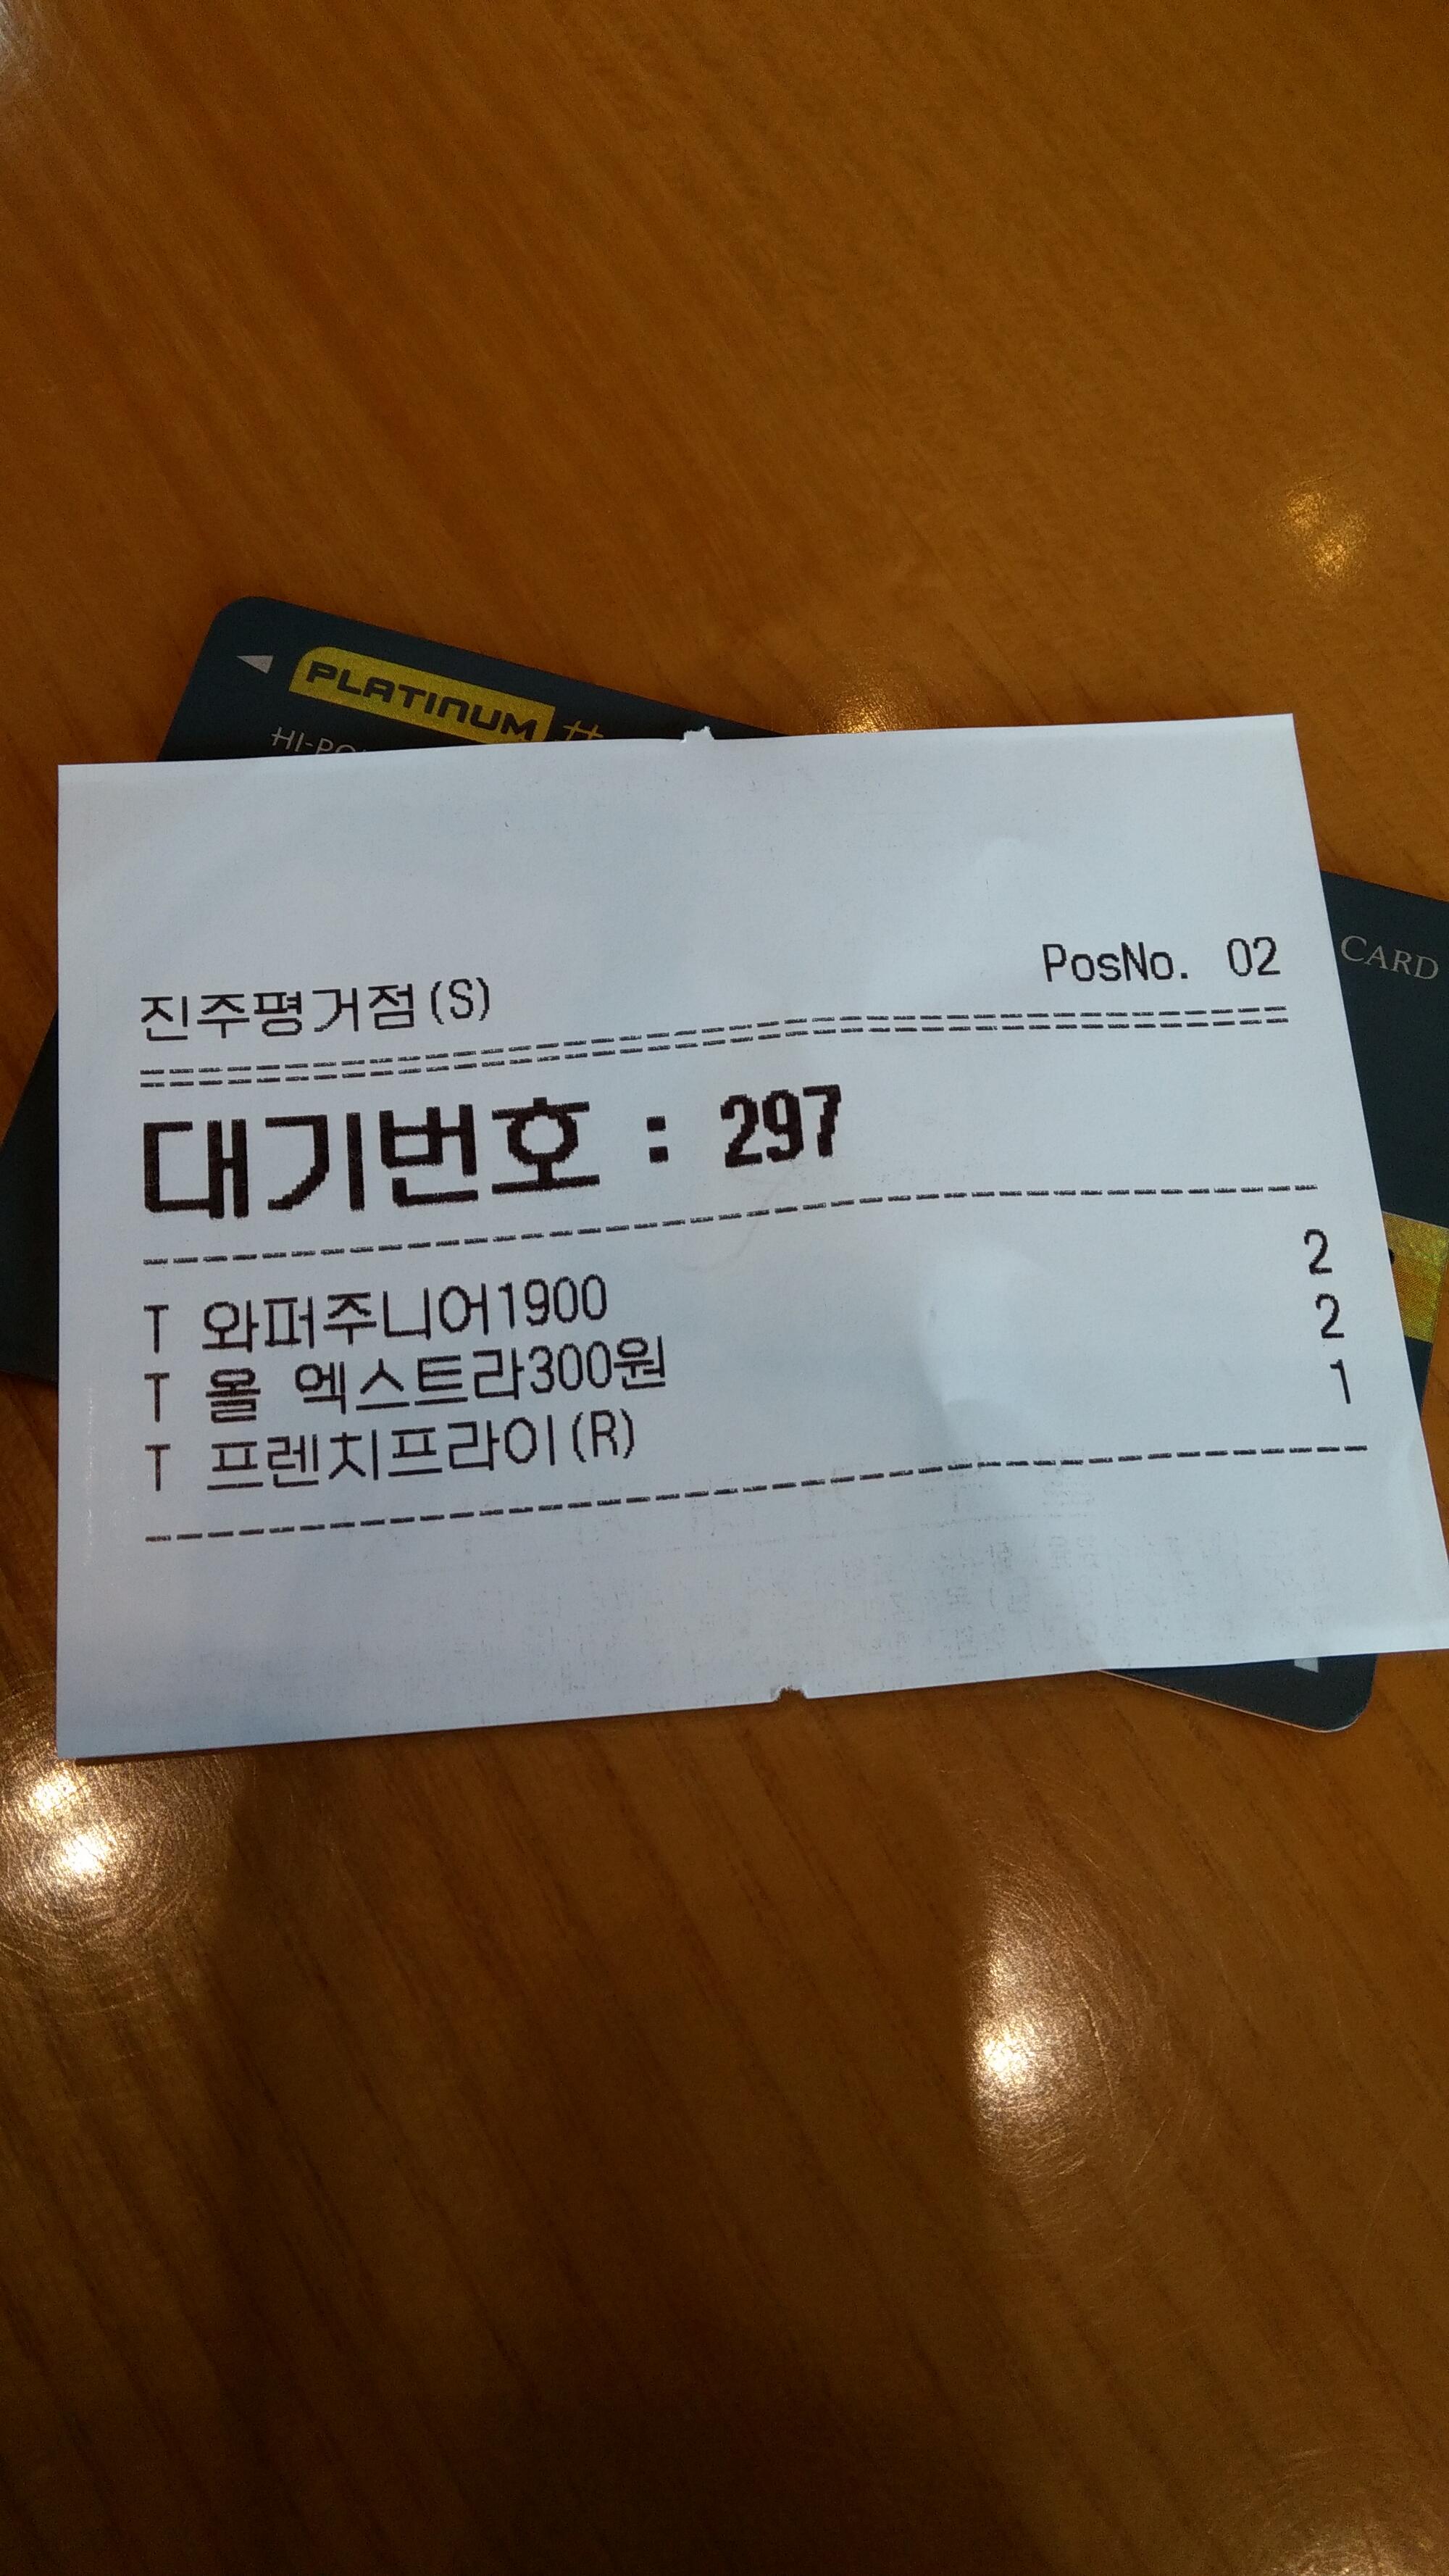 PLATINUM #
CARD
진주평거점(S) PosNo. 02
대기번호 : 297
T 와퍼주니어1900 2
T 올 엑스트라300원 2
T 프렌치프라이(R) 1